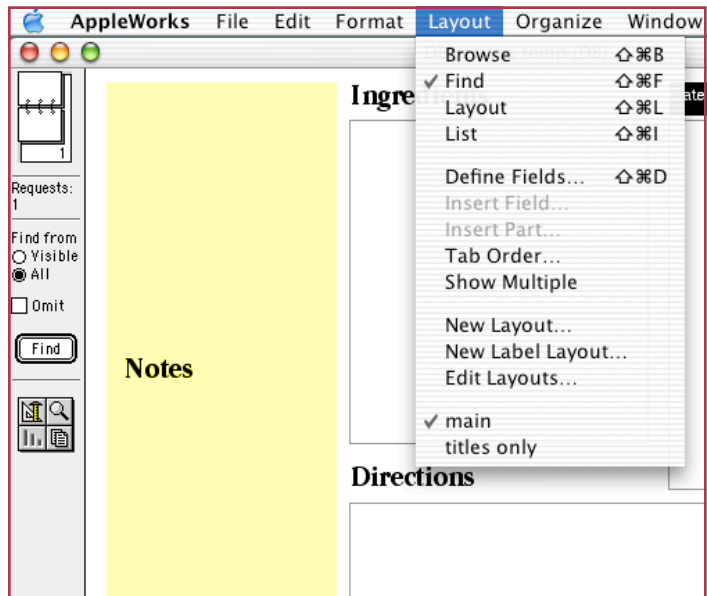 AppleWorks File Edit Format Layout Organize Window
Browse ⇧⌘B
✓ Find ⇧⌘F
Layout ⇧⌘L
List ⇧⌘I
Define Fields... ⇧⌘D
Insert Field...
Insert Part...
Tab Order...
Show Multiple
New Layout...
New Label Layout...
Edit Layouts...
✓ main
titles only
1
Requests:
1
Find from
Visible
All
Omit
Find
Notes
Ingre
Directions